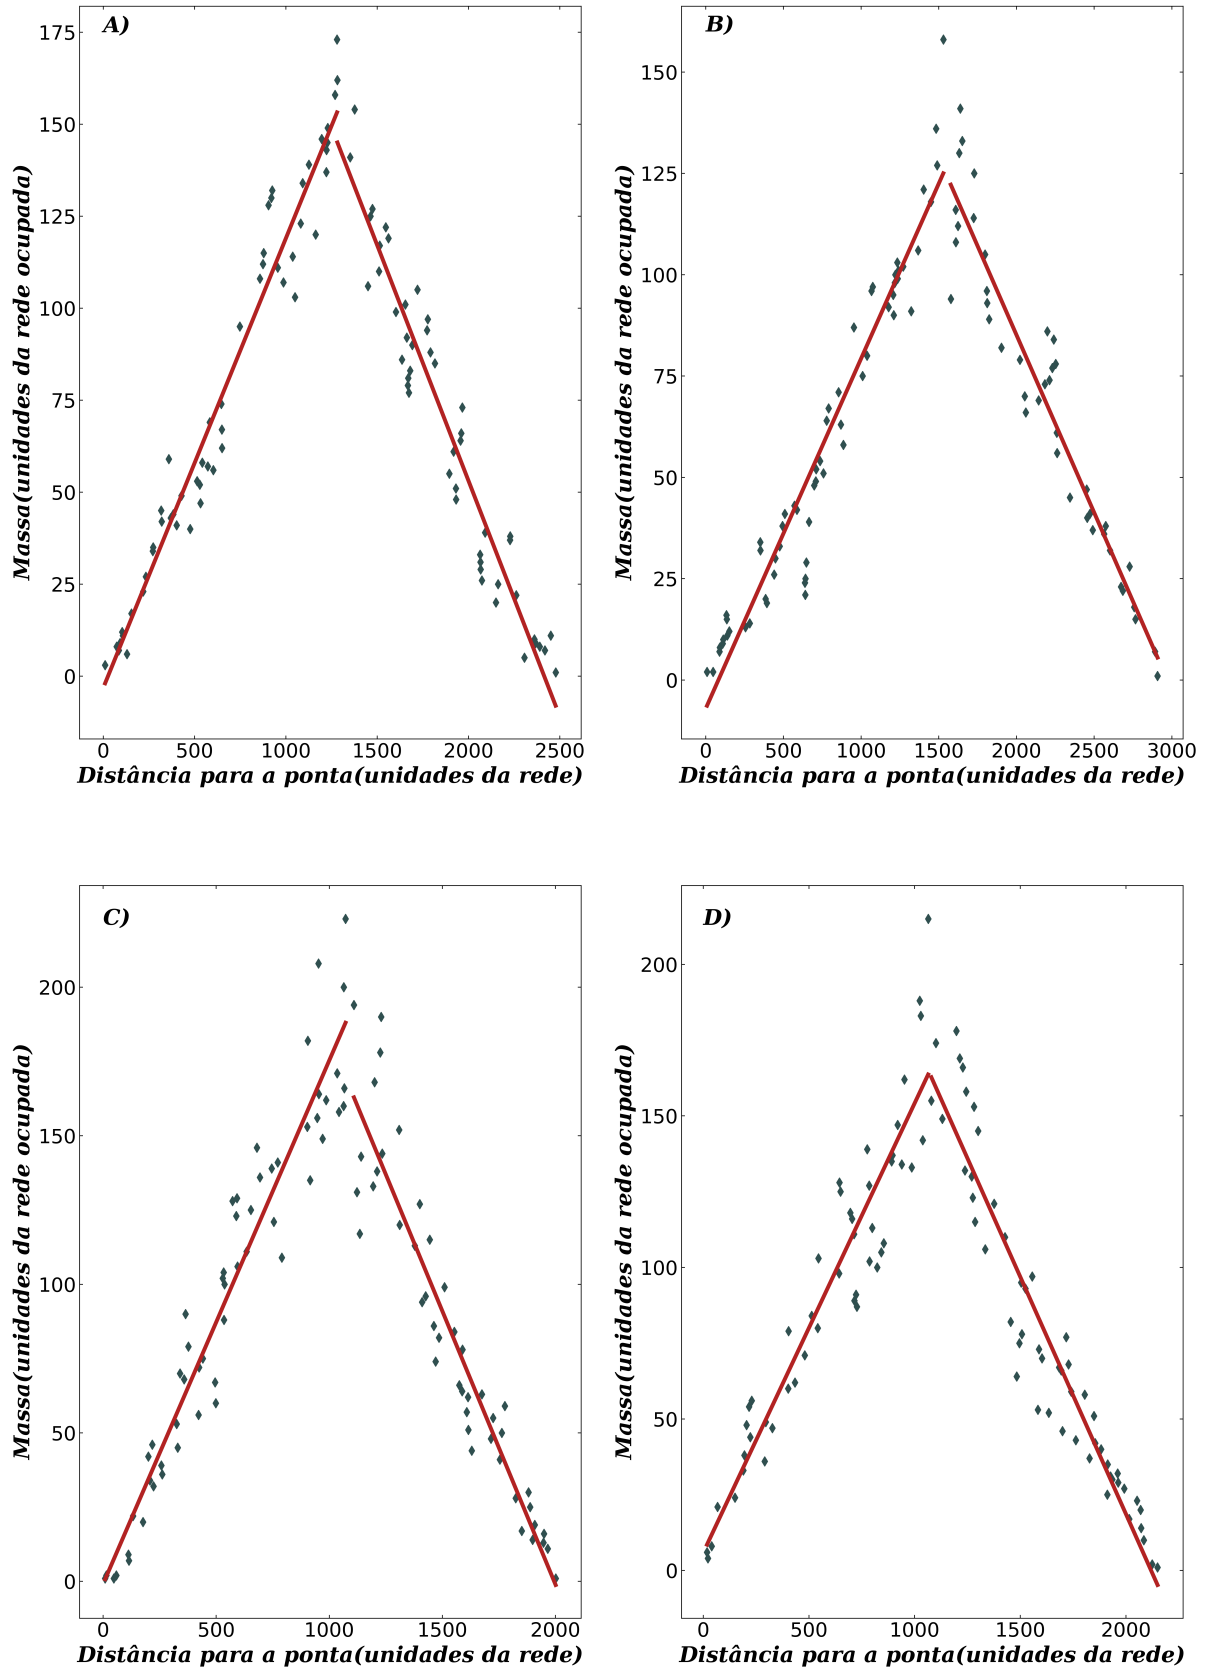 A)
175
150
125
100
75
50
25
0
Massa(unidades da rede ocupada)
0 500 1000 1500 2000 2500
Distância para a ponta(unidades da rede)
B)
150
125
100
75
50
25
0
Massa(unidades da rede ocupada)
0 500 1000 1500 2000 2500 3000
Distância para a ponta(unidades da rede)
C)
200
150
100
50
0
Massa(unidades da rede ocupada)
0 500 1000 1500 2000
Distância para a ponta(unidades da rede)
D)
200
150
100
50
0
Massa(unidades da rede ocupada)
0 500 1000 1500 2000
Distância para a ponta(unidades da rede)